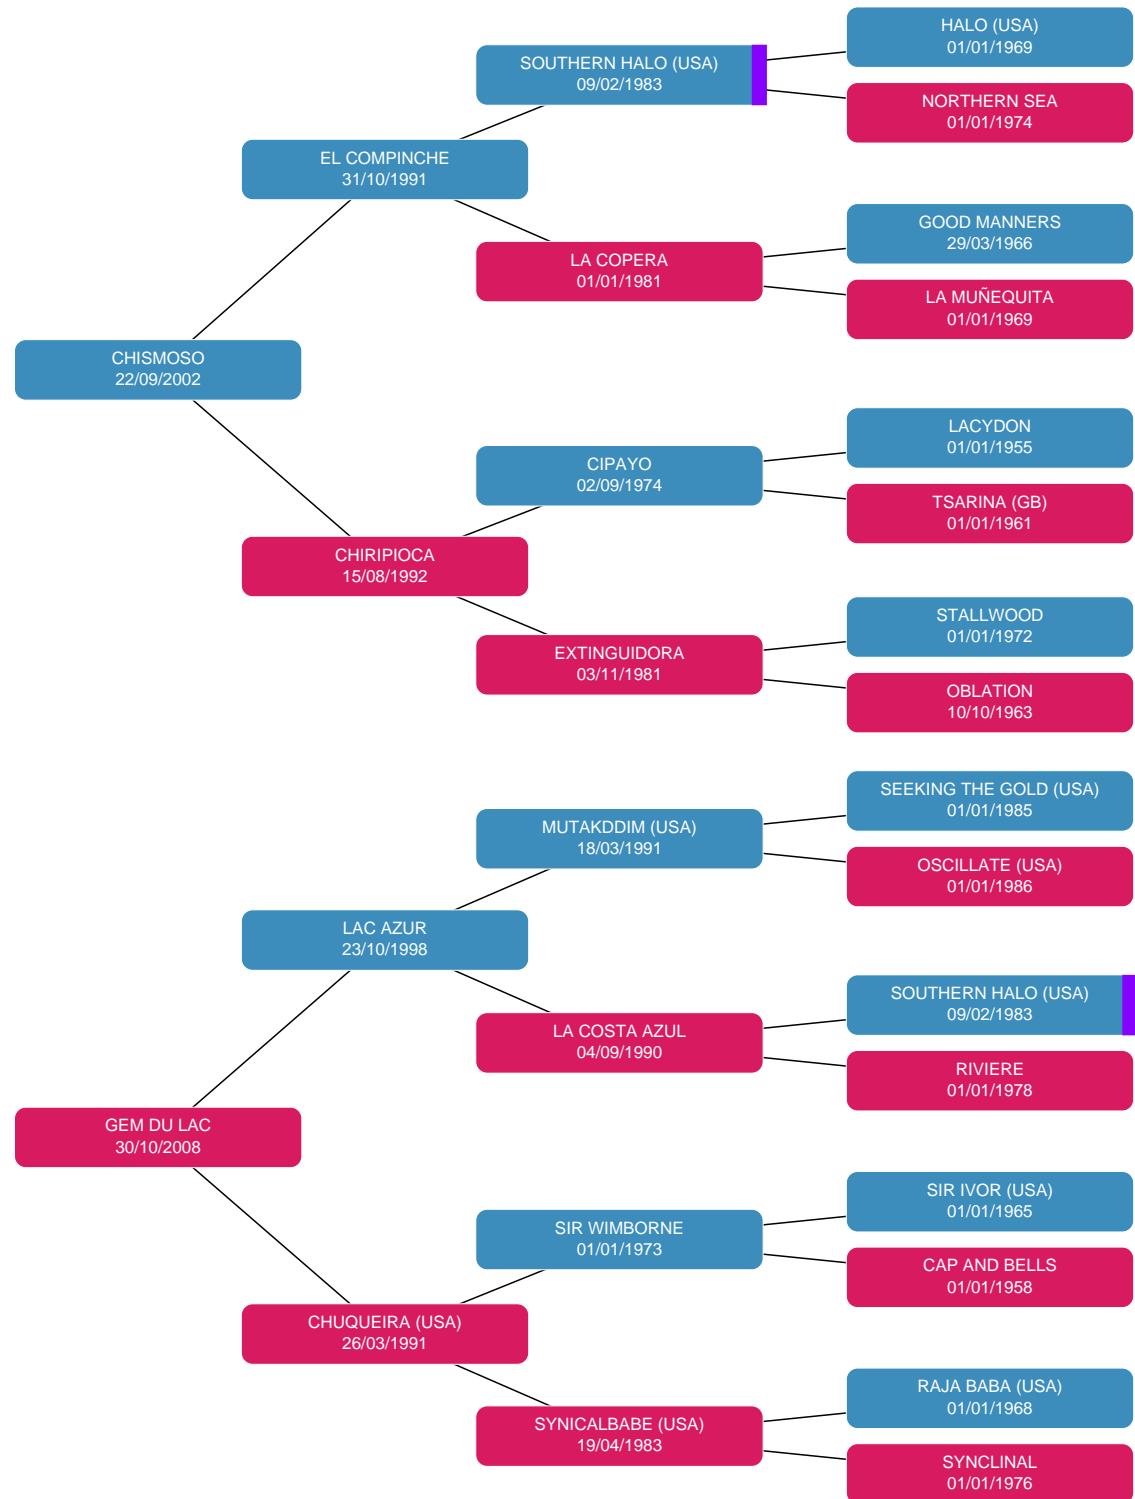 HALO (USA)
01/01/1969
SOUTHERN HALO (USA)
09/02/1983
NORTHERN SEA
01/01/1974
EL COMPINCHE
31/10/1991
GOOD MANNERS
29/03/1966
LA COPERA
01/01/1981
LA MUÑEQUITA
01/01/1969
CHISMOSO
22/09/2002
LACYDON
01/01/1955
CIPAYO
02/09/1974
TSARINA (GB)
01/01/1961
CHIRIPIOCA
15/08/1992
STALLWOOD
01/01/1972
EXTINGUIDORA
03/11/1981
OBLATION
10/10/1963
SEEKING THE GOLD (USA)
01/01/1985
MUTAKDDIM (USA)
18/03/1991
OSCILLATE (USA)
01/01/1986
LAC AZUR
23/10/1998
SOUTHERN HALO (USA)
09/02/1983
LA COSTA AZUL
04/09/1990
RIVIERE
01/01/1978
GEM DU LAC
30/10/2008
SIR IVOR (USA)
01/01/1965
SIR WIMBORNE
01/01/1973
CAP AND BELLS
01/01/1958
CHUQUEIRA (USA)
26/03/1991
RAJA BABA (USA)
01/01/1968
SYNICALBABE (USA)
19/04/1983
SYNCLINAL
01/01/1976